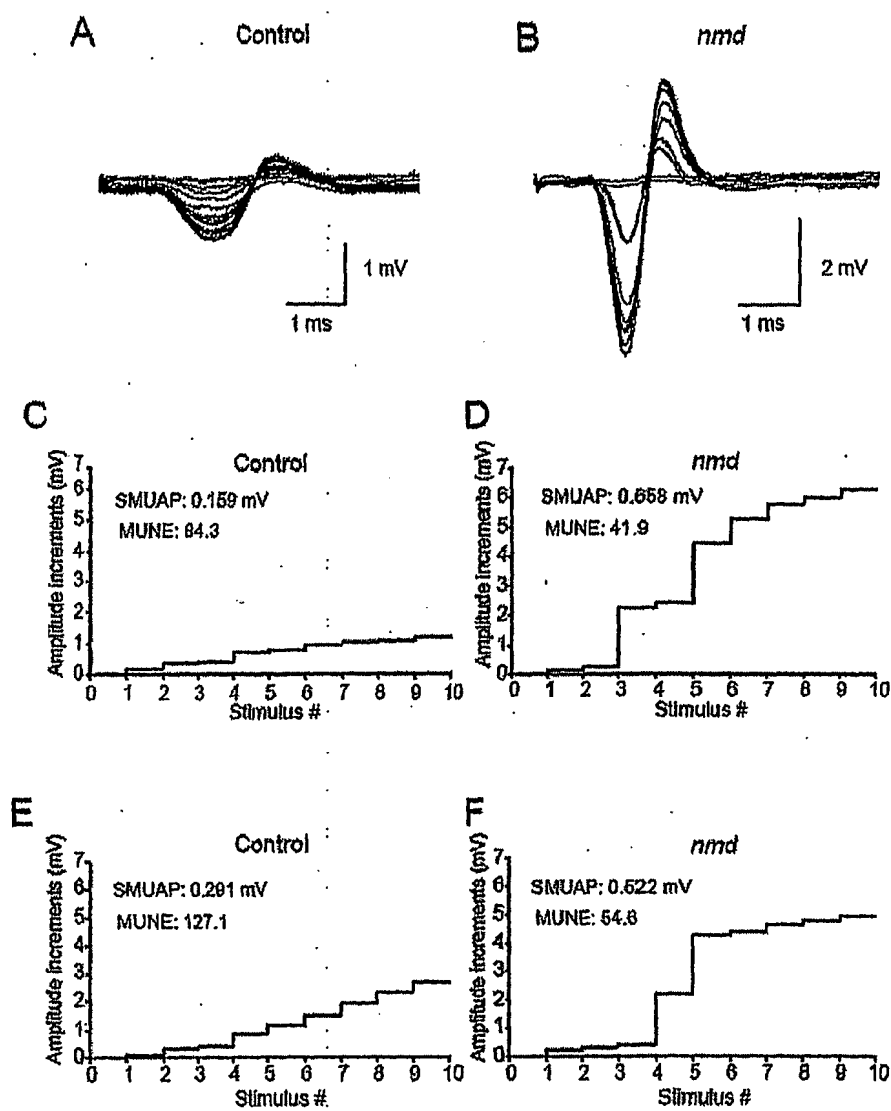 A Control
B nmd
1 mV
1 ms
2 mV
1 ms
C
Control
Amplitude increments (mV)
7
6
5
4
3
2
1
0
SMUAP: 0.159 mV
MUNE: 84.3
0 1 2 3 4 5 6 7 8 9 10
Stimulus #
D
nmd
Amplitude increments (mV)
7
6
5
4
3
2
1
0
SMUAP: 0.658 mV
MUNE: 41.9
0 1 2 3 4 5 6 7 8 9 10
Stimulus #
E
Control
Amplitude increments (mV)
7
6
5
4
3
2
1
0
SMUAP: 0.291 mV
MUNE: 127.1
0 1 2 3 4 5 6 7 8 9 10
Stimulus #
F
nmd
Amplitude increments (mV)
7
6
5
4
3
2
1
0
SMUAP: 0.522 mV
MUNE: 54.6
0 1 2 3 4 5 6 7 8 9 10
Stimulus #